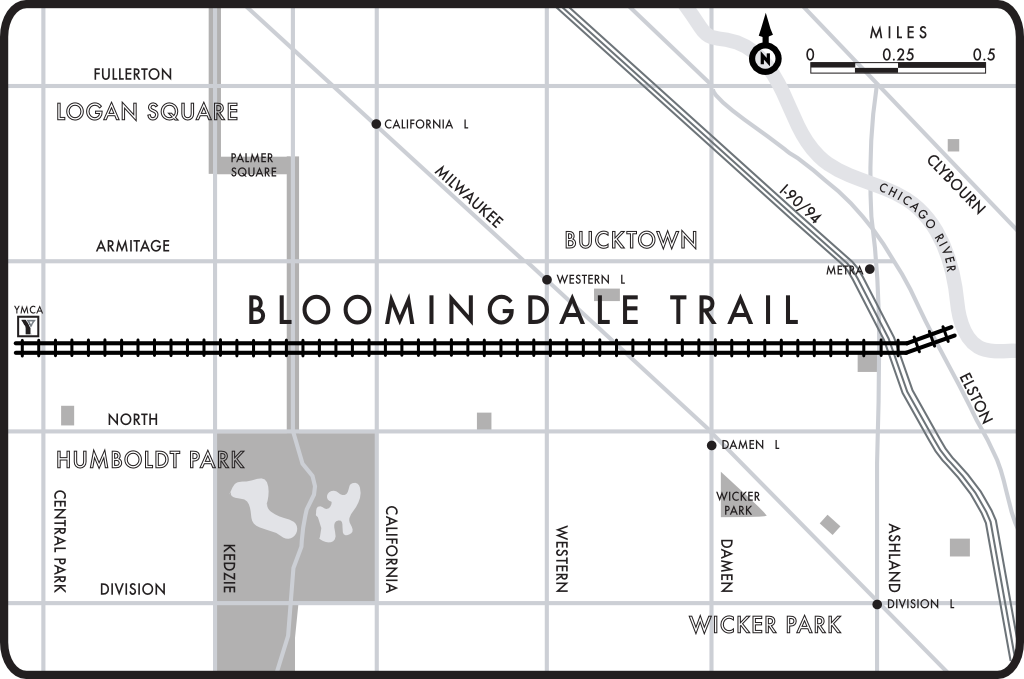 MILES
0 0.25 0.5
N
FULLERTON
LOGAN SQUARE
CALIFORNIA L
PALMER
SQUARE
MILWAUKEE
CLYBOURN
I-90/94
CHICAGO RIVER
ARMITAGE
BUCKTOWN
METRA
WESTERN L
YMCA
Y
BLOOMINGDALE TRAIL
ELSTON
NORTH
HUMBOLDT PARK
DAMEN L
WICKER
PARK
CENTRAL PARK
KEDZIE
CALIFORNIA
WESTERN
DAMEN
ASHLAND
DIVISION
DIVISION L
WICKER PARK